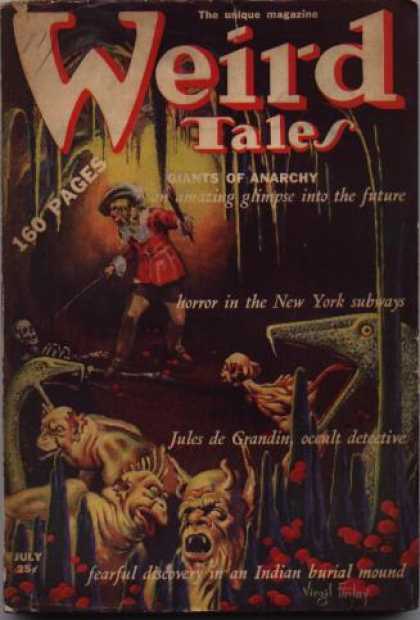 The unique magazine
Weird
Tales
160 PAGES
GIANTS OF ANARCHY
an amazing glimpse into the future
horror in the New York subways
Jules de Grandin, occult detective
JULY
25¢
fearful discovery in an Indian burial mound
Virgil Finlay